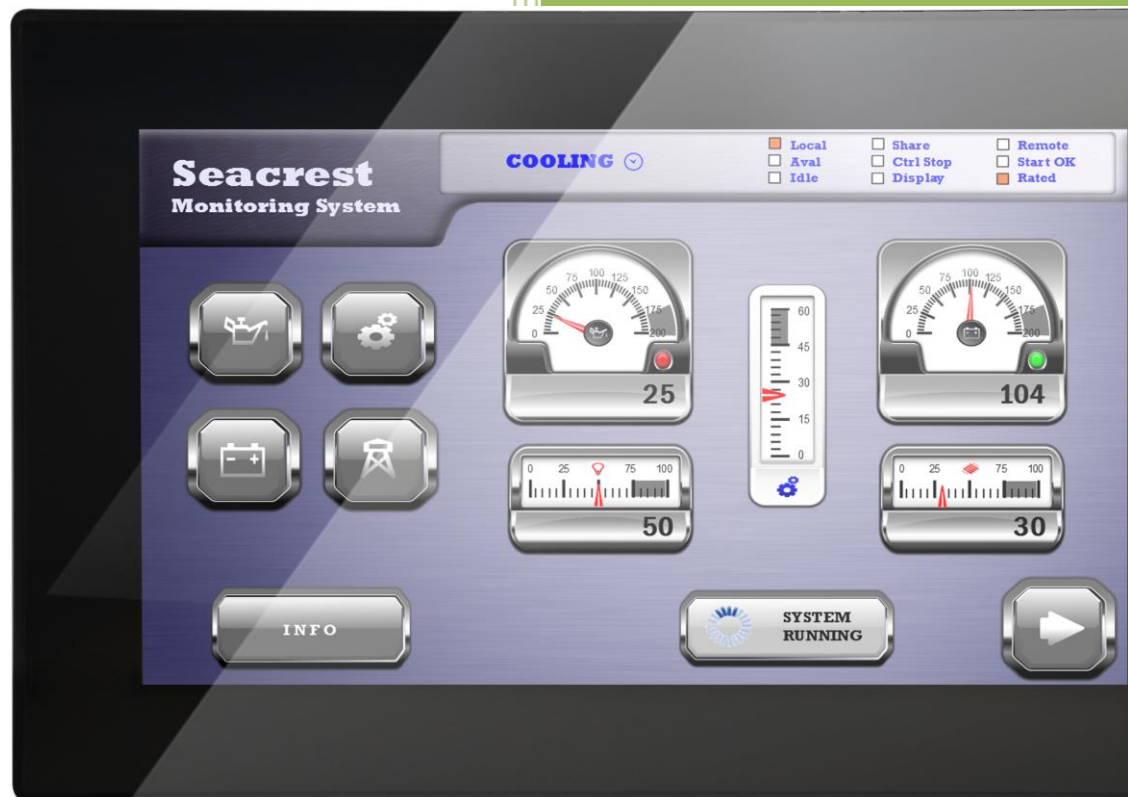 Seacrest
Monitoring System
COOLING
Local
Aval
Idle
Share
Ctrl Stop
Display
Remote
Start OK
Rated
0 25 50 75 100 125 150 175 200
25
60
45
30
15
0
0 25 50 75 100 125 150 175 200
104
0 25 75 100
50
0 25 75 100
30
INFO
SYSTEM
RUNNING